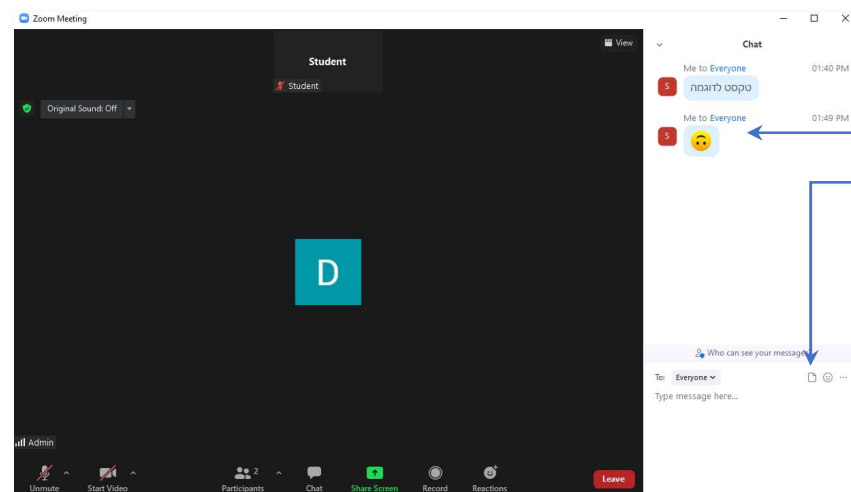 Zoom Meeting
Student
Student
View
Original Sound: Off
D
Admin
Unmute
Start Video
2
Participants
Chat
Share Screen
Record
Reactions
Leave
Chat
Me to Everyone 01:40 PM
S
טקסט לדוגמה
Me to Everyone 01:49 PM
S
Who can see your message
To: Everyone
Type message here...